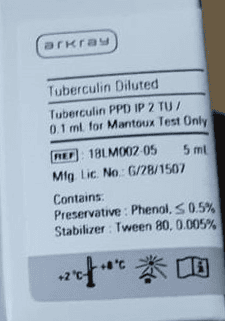 arkray
Tuberculin Diluted
Tuberculin PPD IP 2 TU /
0.1 ml. for Mantoux Test Only
REF : 18LM002-05 5 ml
Mfg. Lic. No.: G/28/1507
Contains:
Preservative : Phenol, ≤ 0.5%
Stabilizer : Tween 80, 0.005%
+2 °C +8 °C